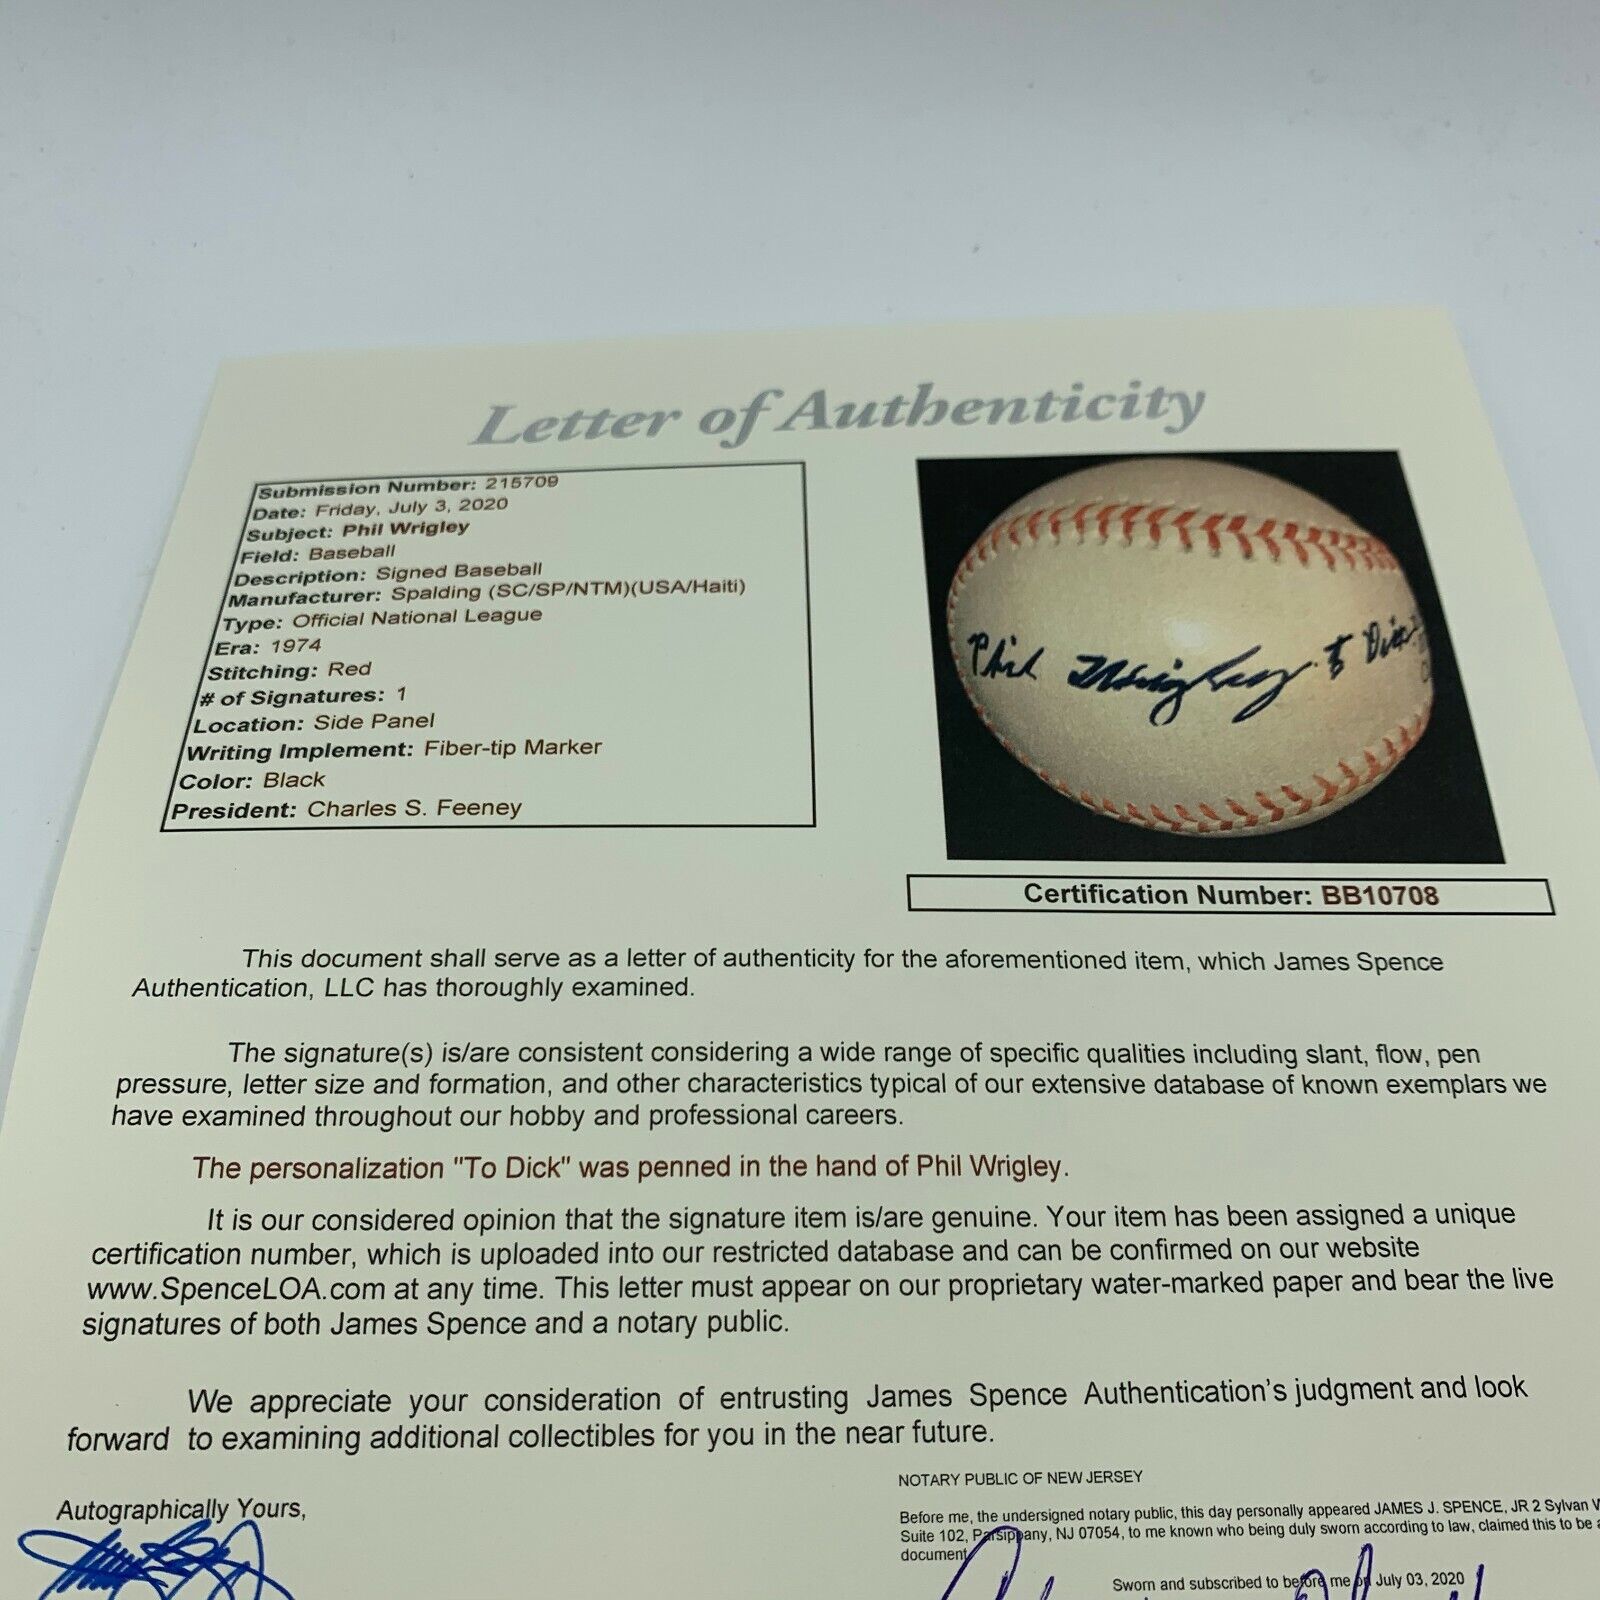 Letter of Authenticity
Submission Number: 215709
Date: Friday, July 3, 2020
Subject: Phil Wrigley
Field: Baseball
Description: Signed Baseball
Manufacturer: Spalding (SC/SP/NTM)(USA/Haiti)
Type: Official National League
Era: 1974
Stitching: Red
# of Signatures: 1
Location: Side Panel
Writing Implement: Fiber-tip Marker
Color: Black
President: Charles S. Feeney
Phil Wrigley. To Dick
Certification Number: BB10708
This document shall serve as a letter of authenticity for the aforementioned item, which James Spence
Authentication, LLC has thoroughly examined.
The signature(s) is/are consistent considering a wide range of specific qualities including slant, flow, pen
pressure, letter size and formation, and other characteristics typical of our extensive database of known exemplars we
have examined throughout our hobby and professional careers.
The personalization "To Dick" was penned in the hand of Phil Wrigley.
It is our considered opinion that the signature item is/are genuine. Your item has been assigned a unique
certification number, which is uploaded into our restricted database and can be confirmed on our website
www.SpenceLOA.com at any time. This letter must appear on our proprietary water-marked paper and bear the live
signatures of both James Spence and a notary public.
We appreciate your consideration of entrusting James Spence Authentication's judgment and look
forward to examining additional collectibles for you in the near future.
Autographically Yours,
NOTARY PUBLIC OF NEW JERSEY
Before me, the undersigned notary public, this day personally appeared JAMES J. SPENCE, JR 2 Sylvan
Suite 102, Parsippany, NJ 07054, to me known who being duly sworn according to law, claimed this to be
document
Sworn and subscribed to before me on July 03, 2020